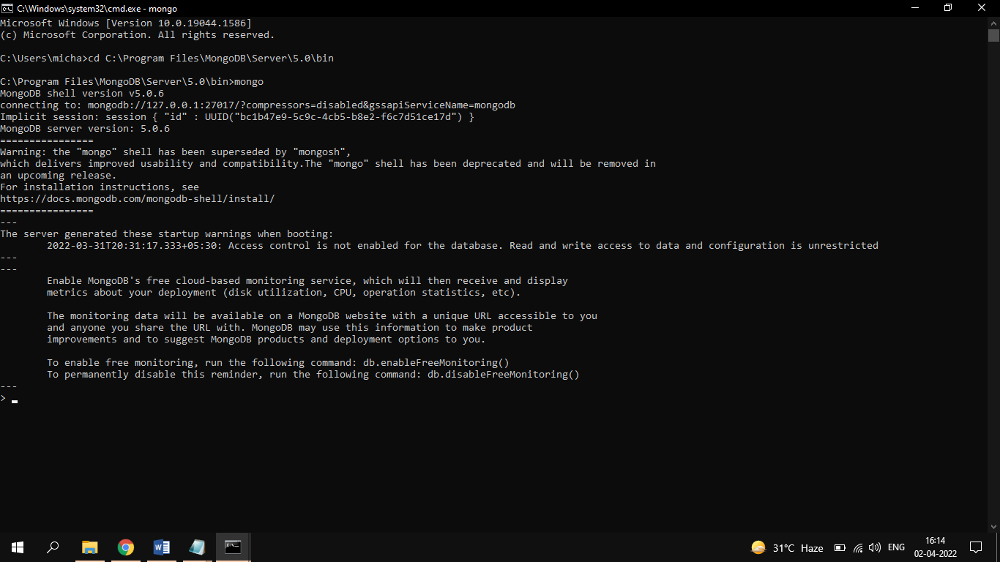 C:\Windows\system32\cmd.exe - mongo
Microsoft Windows [Version 10.0.19044.1586]
(c) Microsoft Corporation. All rights reserved.
C:\Users\micha>cd C:\Program Files\MongoDB\Server\5.0\bin
C:\Program Files\MongoDB\Server\5.0\bin>mongo
MongoDB shell version v5.0.6
connecting to: mongodb://127.0.0.1:27017/?compressors=disabled&gssapiServiceName=mongodb
Implicit session: session { "id" : UUID("bc1b47e9-5c9c-4cb5-b8e2-f6c7d51ce17d") }
MongoDB server version: 5.0.6
================
Warning: the "mongo" shell has been superseded by "mongosh",
which delivers improved usability and compatibility.The "mongo" shell has been deprecated and will be removed in
an upcoming release.
For installation instructions, see
https://docs.mongodb.com/mongodb-shell/install/
================
---
The server generated these startup warnings when booting:
2022-03-31T20:31:17.333+05:30: Access control is not enabled for the database. Read and write access to data and configuration is unrestricted
---
---
Enable MongoDB's free cloud-based monitoring service, which will then receive and display
metrics about your deployment (disk utilization, CPU, operation statistics, etc).
The monitoring data will be available on a MongoDB website with a unique URL accessible to you
and anyone you share the URL with. MongoDB may use this information to make product
improvements and to suggest MongoDB products and deployment options to you.
To enable free monitoring, run the following command: db.enableFreeMonitoring()
To permanently disable this reminder, run the following command: db.disableFreeMonitoring()
---
>
31°C Haze
ENG
16:14
02-04-2022